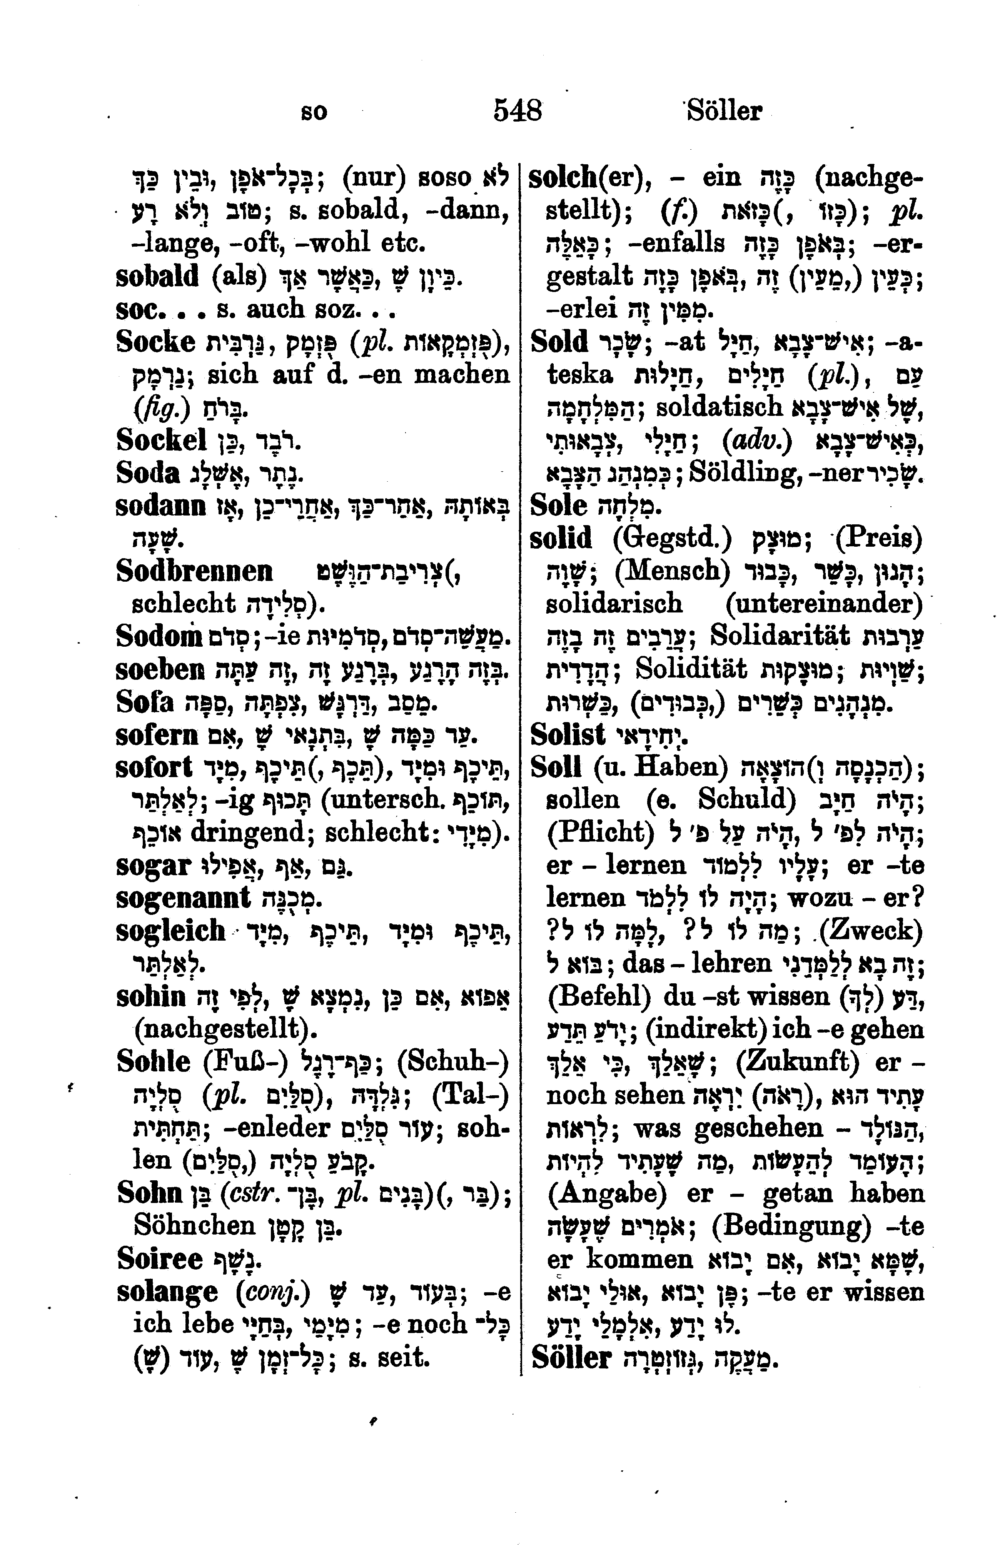 so 548 Söller
וּבֵין כַּךְ, בְּכָל־אֹפֶן; (nur) soso לֹא
טוֹב וְלֹא רַע; s. sobald, -dann,
-lange, -oft, -wohl etc.
sobald (als) כֵּיוָן שֶׁ, כַּאֲשֶׁר אַךְ.
soc. . . s. auch soz. . .
Socke גַּרְבִּית, פֻּזְמָק (pl. פֻּזְמְקָאוֹת),
גַּרְמָק; sich auf d. -en machen
(fig.) בָּרֹחַ.
Sockel כַּן, רֹבֶד.
Soda נֶתֶר, אַשְׁלָג.
sodann אָז, אַחֲרֵי־כֵן, אַחַר־כַּךְ, בְּאוֹתָהּ
שָׁעָה.
Sodbrennen צְרִיבַת־הַוֵּשֶׁט (,
schlecht סְלִידָה).
Sodom סְדֹם; -ie מַעֲשֵׂה־סְדֹם, סְדֹמִיּוּת.
soeben בְּזֶה הָרֶגַע, בְּרֶגַע זֶה, זֶה עַתָּה.
Sofa מֵסַב, דַּרְגָּשׁ, צִפְתָּה, סַפָּה.
sofern עַד כַּמָּה שֶׁ, בִּתְנָאי שֶׁ, אִם.
sofort תֵּיכֶף וּמִיָּד, תֵּיכֶף (, תֵּכֶף), מִיָּד,
לְאַלְתַּר; -ig תָּכוּף (untersch. תּוֹכֵף,
אוֹכֵף dringend; schlecht: מִיָּדִי).
sogar גַּם, אַף, אֲפִילוּ.
sogenannt מְכֻנֶּה.
sogleich תֵּיכֶף וּמִיָּד, תֵּיכֶף, מִיָּד,
לְאַלְתַּר.
sohin אֵפוֹא, אִם כֵּן, נִמְצָא שֶׁ, לְפִי זֶה
(nachgestellt).
Sohle (Fuß-) כַּף־רֶגֶל; (Schuh-)
סֻלְיָה (pl. סֻלַּיִם), גִּלְדָּה; (Tal-)
תַּחְתִּית; -enleder עוֹר סֻלַּיִם; soh-
len קָבֹעַ סֻלְיָה (, סֻלַּיִם).
Sohn בֵּן (cstr. בֶּן־, pl. בָּנִים) (, בַּר);
Söhnchen בֵּן קָטָן.
Soiree נֶשֶׁף.
solange (conj.) בְּעוֹד, עַד שֶׁ; -e
ich lebe מִיָּמַי, בְּחַיַּי; -e noch כָּל־
זְמָן שֶׁ, עוֹד (שֶׁ); s. seit.
solch(er), - ein כָּזֶה (nachge-
stellt); (f.) כָּזֹאת (, כָּזוֹ); pl.
כָּאֵלֶּה; -enfalls בְּאֹפֶן כָּזֶה; -er-
gestalt כְּעֵין (, מֵעֵין) זֶה, בְּאֹפֶן כָּזֶה;
-erlei מִמִּין זֶה.
Sold שָׂכָר; -at אִישׁ־צָבָא, חַיָּל; -a-
teska חַיָּלוּת, חַיָּלִים (pl.), עַם
הַמִּלְחָמָה; soldatisch שֶׁל אִישׁ־צָבָא,
צְבָאוּתִי, חַיָּלִי; (adv.) כְּאִישׁ־צָבָא,
כְּמִנְהַג הַצָּבָא; Söldling, -ner שָׂכִיר.
Sole מִלְחָה.
solid (Gegstd.) מוּצָק; (Preis)
שָׁוֶה; (Mensch) הָגוּן, כָּשֵׁר, כָּבוּד;
solidarisch (untereinander)
עֲרֵבִים זֶה בָזֶה; Solidarität עַרְבוּת
הֲדָדִית; Solidität מוּצָקוּת; שִׁוְיוּת;
מִנְהָגִים כְּשֵׁרִים (, כְּבוּדִים), כַּשְׁרוּת.
Solist יְחִידָאי.
Soll (u. Haben) הַכְנָסָה (וְהוֹצָאָה);
sollen (e. Schuld) הָיֹה חַיָּב;
(Pflicht) הָיֹה לִפ' ל, הָיֹה עַל פ' ל;
er - lernen עָלָיו לִלְמוֹד; er -te
lernen הָיָה לוֹ לִלְמֹד; wozu - er?
(Zweck) מַה לוֹ ל?, לָמָּה לוֹ ל?
בּוֹא ל; das - lehren זֶה בָא לְלַמְּדֵנִי;
(Befehl) du -st wissen דַּע (לְךָ),
יָדֹעַ תֵּדַע; (indirekt) ich -e gehen
שֶׁאֵלֵךְ, כִּי אֵלֵךְ; (Zukunft) er -
noch sehen עָתִיד הוּא (רָאֹה), יִרְאֶה
לִרְאוֹת; was geschehen - הַנּוֹלָד,
הָעוֹמֵד לְהֵעָשׂוֹת, מַה שֶּׁעָתִיד לִהְיוֹת;
(Angabe) er - getan haben
אֹמְרִים שֶׁעָשָׂה; (Bedingung) -te
er kommen שֶׁמָּא יָבוֹא, אִם יָבוֹא,
פֶּן יָבוֹא, אוּלַי יָבוֹא; -te er wissen
לוּ יָדַע, אִלְמָלֵי יָדַע.
Söller מַעֲקֶה, גְּזוּזְטְרָה.